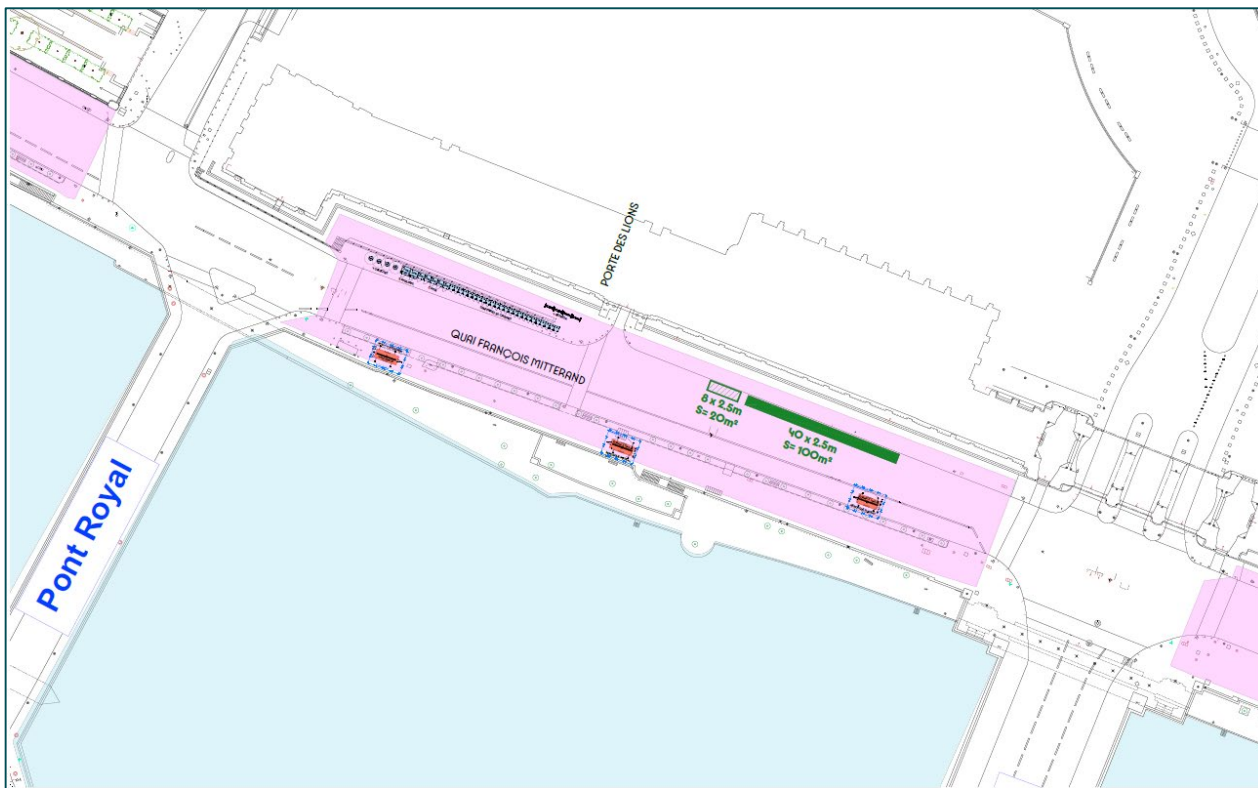 PORTE DES LIONS
QUAI FRANÇOIS MITTERAND
8 x 2.5m
S= 20m²
40 x 2.5m
S= 100m²
Pont Royal